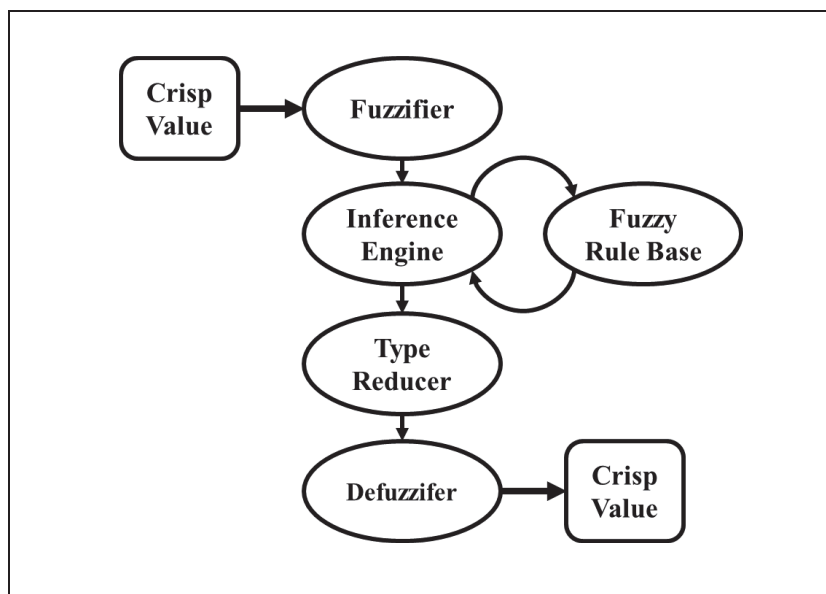 Crisp
Value
Fuzzifier
Inference
Engine
Fuzzy
Rule Base
Type
Reducer
Defuzzifer
Crisp
Value